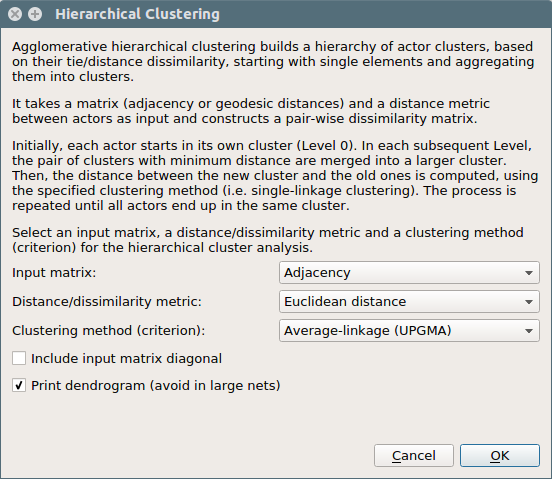 Hierarchical Clustering
Agglomerative hierarchical clustering builds a hierarchy of actor clusters, based
on their tie/distance dissimilarity, starting with single elements and aggregating
them into clusters.
It takes a matrix (adjacency or geodesic distances) and a distance metric
between actors as input and constructs a pair-wise dissimilarity matrix.
Initially, each actor starts in its own cluster (Level 0). In each subsequent Level,
the pair of clusters with minimum distance are merged into a larger cluster.
Then, the distance between the new cluster and the old ones is computed, using
the specified clustering method (i.e. single-linkage clustering). The process is
repeated until all actors end up in the same cluster.
Select an input matrix, a distance/dissimilarity metric and a clustering method
(criterion) for the hierarchical cluster analysis.
Input matrix: Adjacency
Distance/dissimilarity metric: Euclidean distance
Clustering method (criterion): Average-linkage (UPGMA)
Include input matrix diagonal
Print dendrogram (avoid in large nets)
Cancel OK